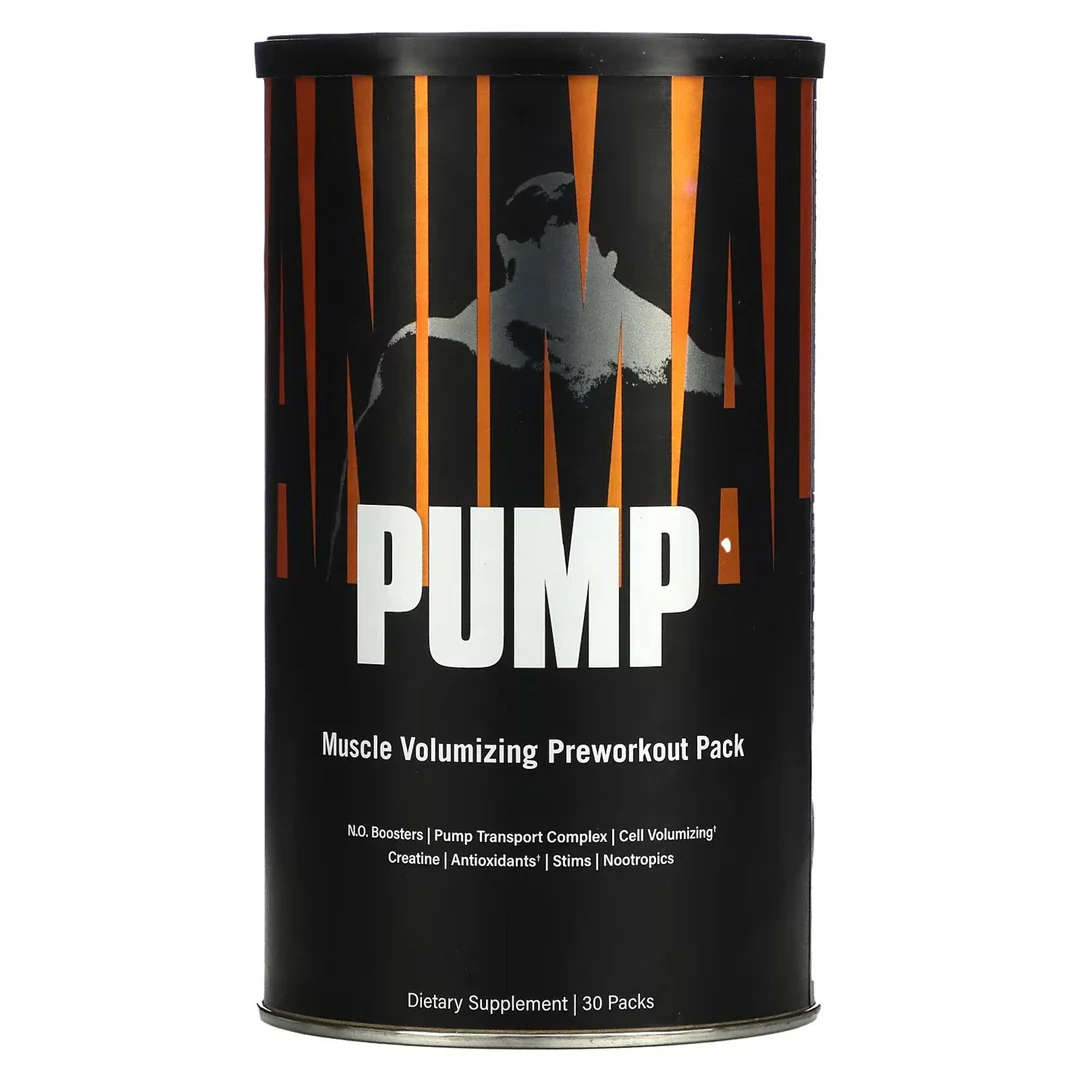 ANIMAL
PUMP
Muscle Volumizing Preworkout Pack
N.O. Boosters | Pump Transport Complex | Cell Volumizing†
Creatine | Antioxidants† | Stims | Nootropics
Dietary Supplement | 30 Packs